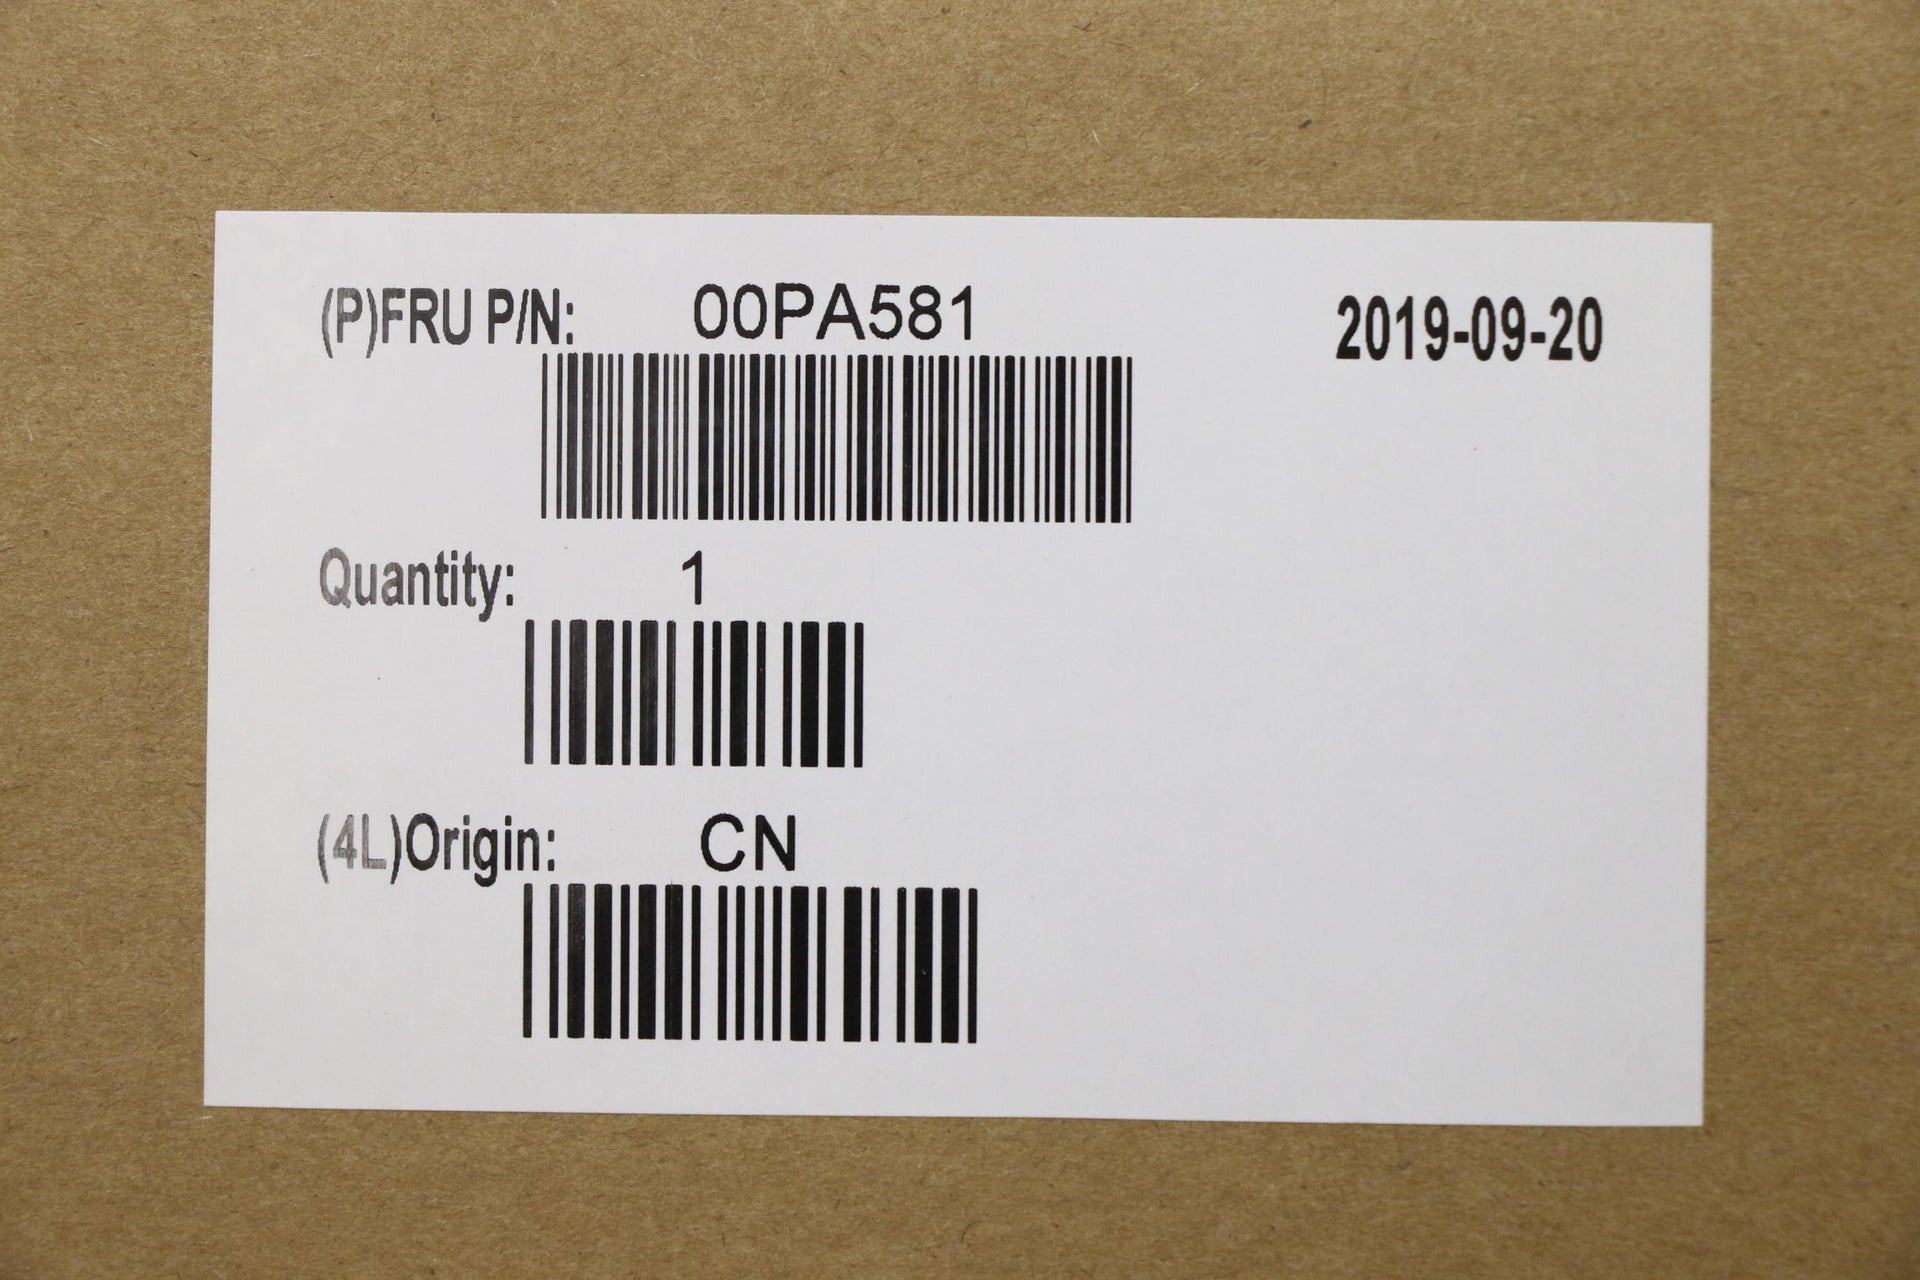 (P)FRU P/N: 00PA581 2019-09-20
Quantity: 1
(4L)Origin: CN